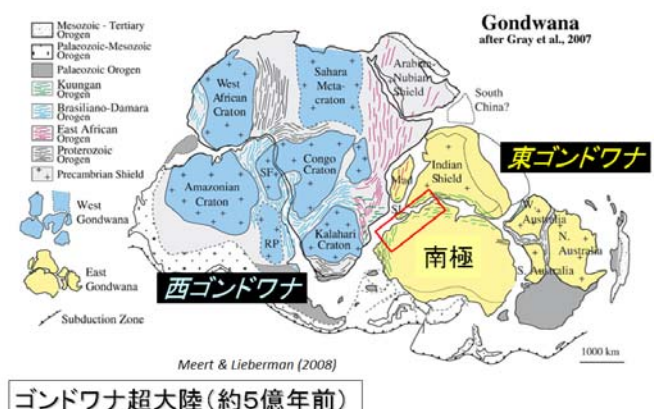 Gondwana
after Gray et al., 2007
Mesozoic - Tertiary
Orogen
Palaeozoic-Mesozoic
Orogen
Palaeozoic Orogen
Kuungan
Orogen
Brasiliano-Damara
Orogen
East African
Orogen
Proterozoic
Orogen
Precambrian Shield
West
Gondwana
East
Gondwana
Subduction Zone
West
African
Craton
Sahara
Meta-
craton
Arabian-
Nubian
Shield
South
China?
Amazonian
Craton
SF
Congo
Craton
RP
Kalahari
Craton
Mad
SL
Indian
Shield
東ゴンドワナ
W.
Australia
N.
Australia
S. Australia
南極
西ゴンドワナ
1000 km
Meert & Lieberman (2008)
ゴンドワナ超大陸(約5億年前)